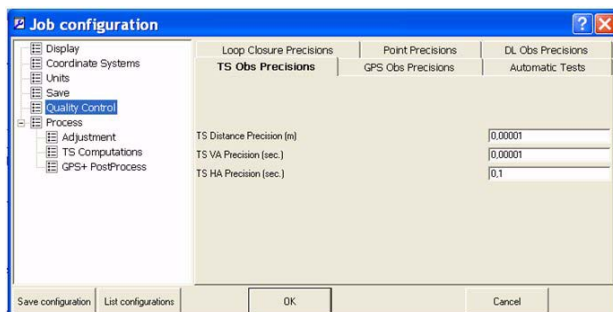 Job configuration
Display
Coordinate Systems
Units
Save
Quality Control
Process
Adjustment
TS Computations
GPS+ PostProcess
Loop Closure Precisions Point Precisions DL Obs Precisions
TS Obs Precisions GPS Obs Precisions Automatic Tests
TS Distance Precision (m) 0,00001
TS VA Precision (sec.) 0,00001
TS HA Precision (sec.) 0,1
Save configuration List configurations OK Cancel